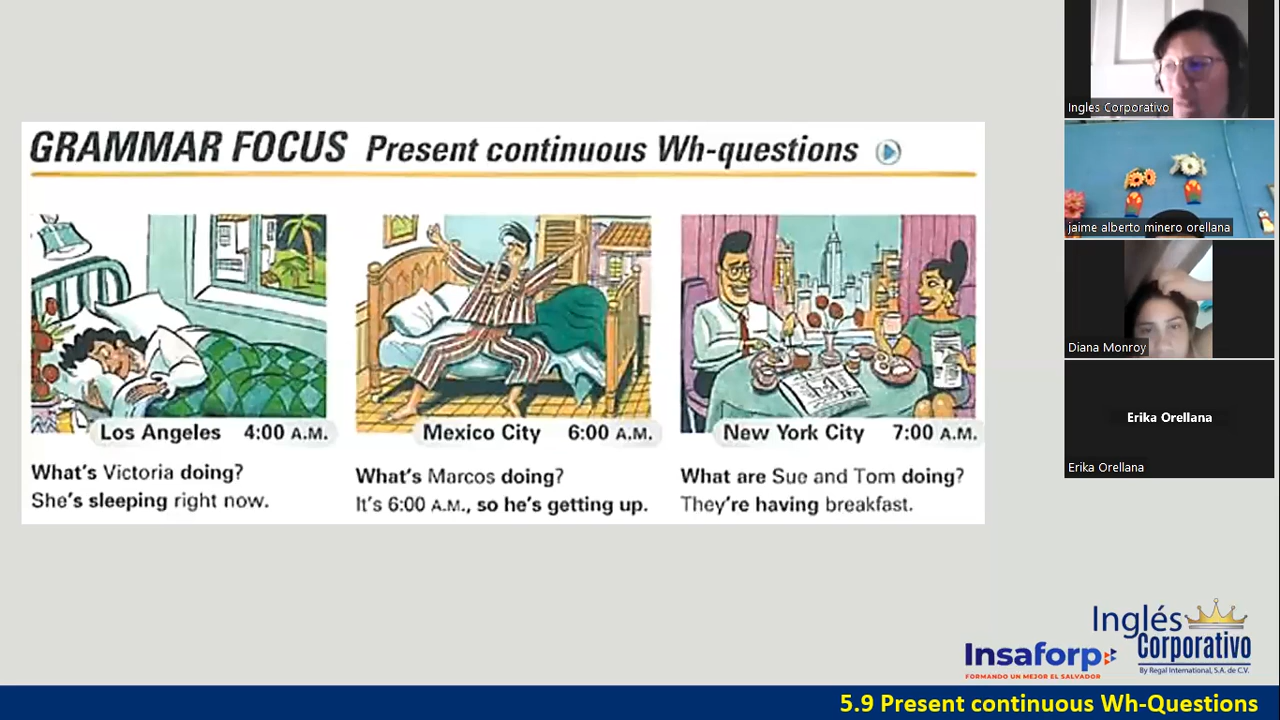 GRAMMAR FOCUS Present continuous Wh-questions
Los Angeles 4:00 A.M.
What's Victoria doing?
She's sleeping right now.
Mexico City 6:00 A.M.
What's Marcos doing?
It's 6:00 A.M., so he's getting up.
New York City 7:00 A.M.
What are Sue and Tom doing?
They're having breakfast.
Ingles Corporativo
jaime alberto minero orellana
Diana Monroy
Erika Orellana
Erika Orellana
Insaforp
FORMANDO UN MEJOR EL SALVADOR
Inglés
Corporativo
By Regal International, S.A. de C.V.
5.9 Present continuous Wh-Questions